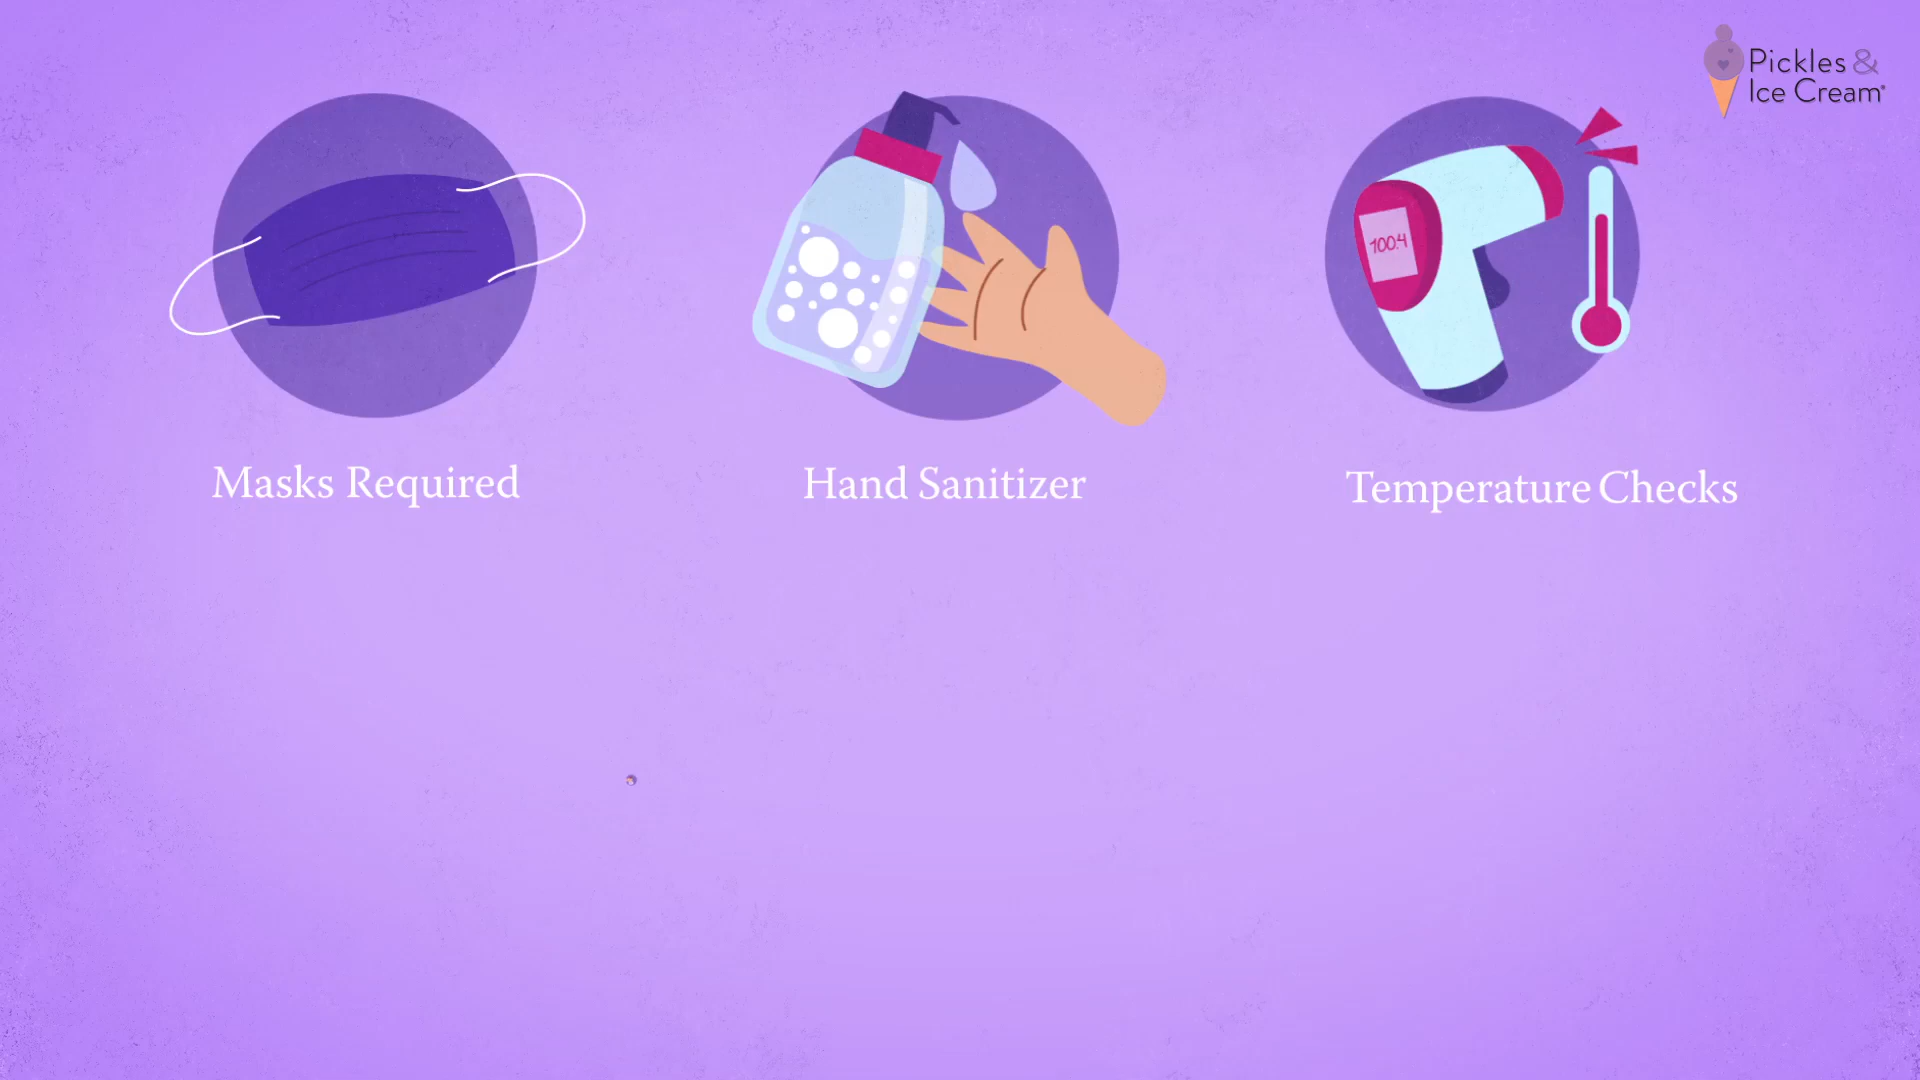 Pickles &
Ice Cream
100.4
Masks Required
Hand Sanitizer
Temperature Checks